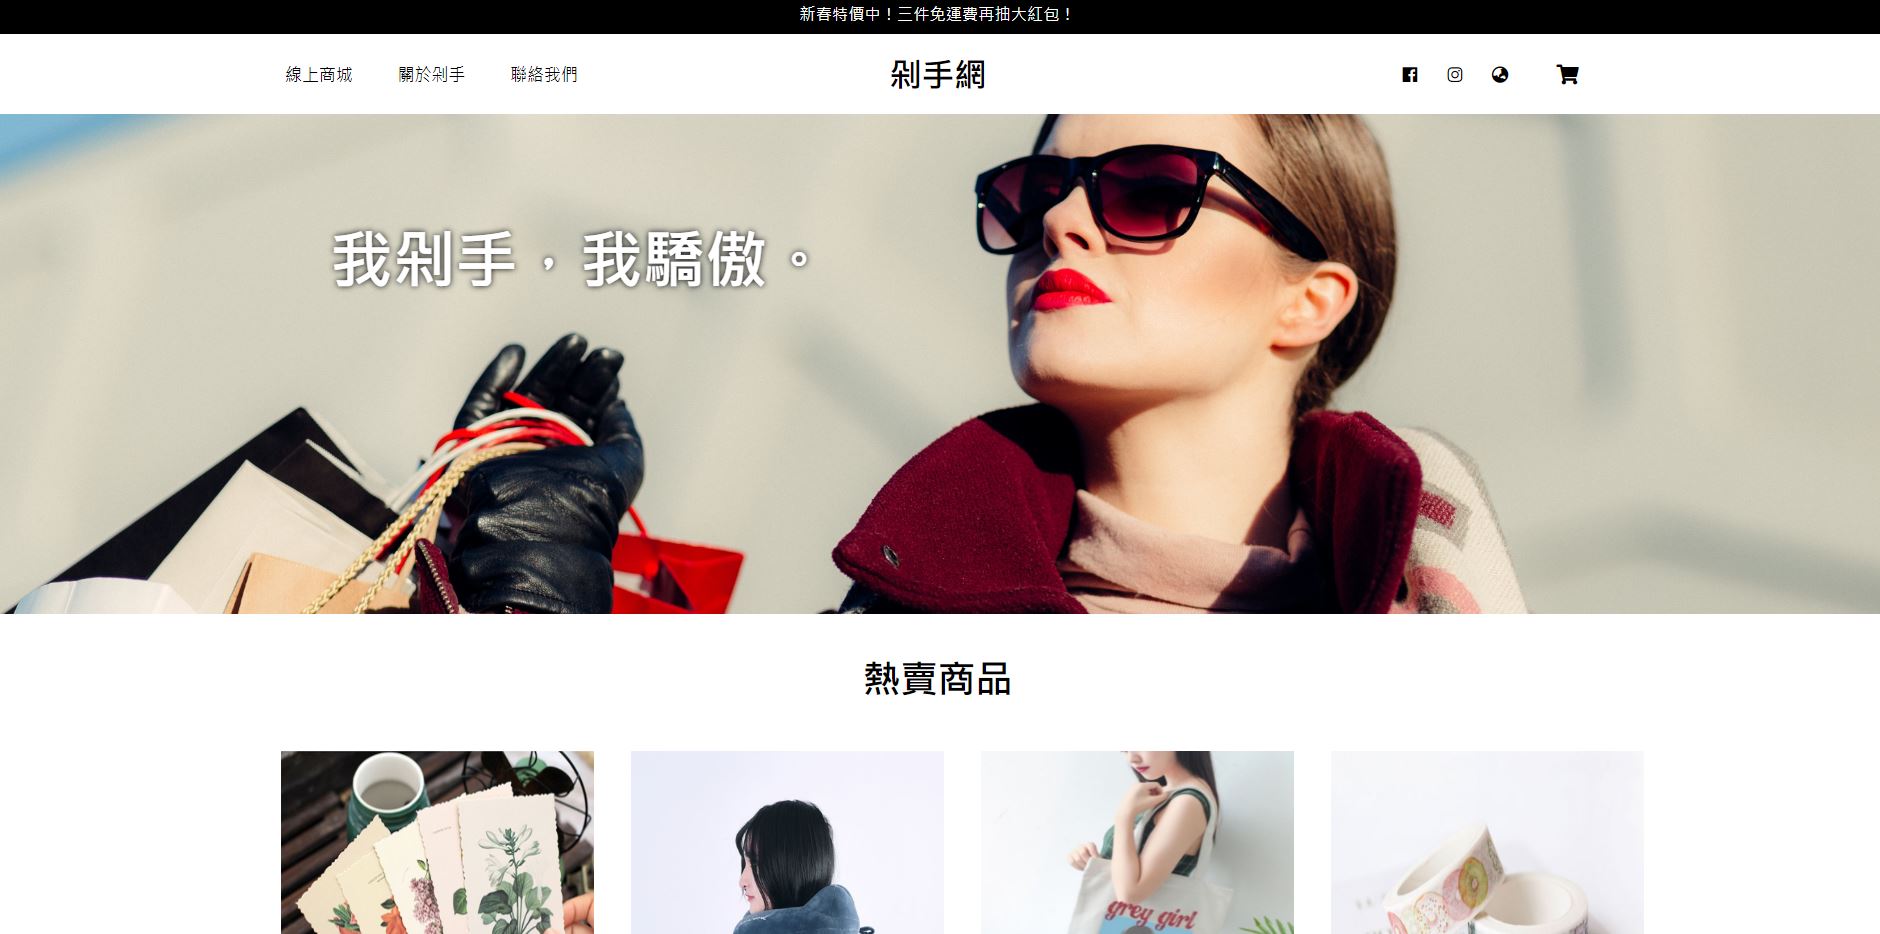 新春特價中！三件免運費再抽大紅包！
線上商城
關於剁手
聯絡我們
剁手網
我剁手，我驕傲。
熱賣商品
grey girl